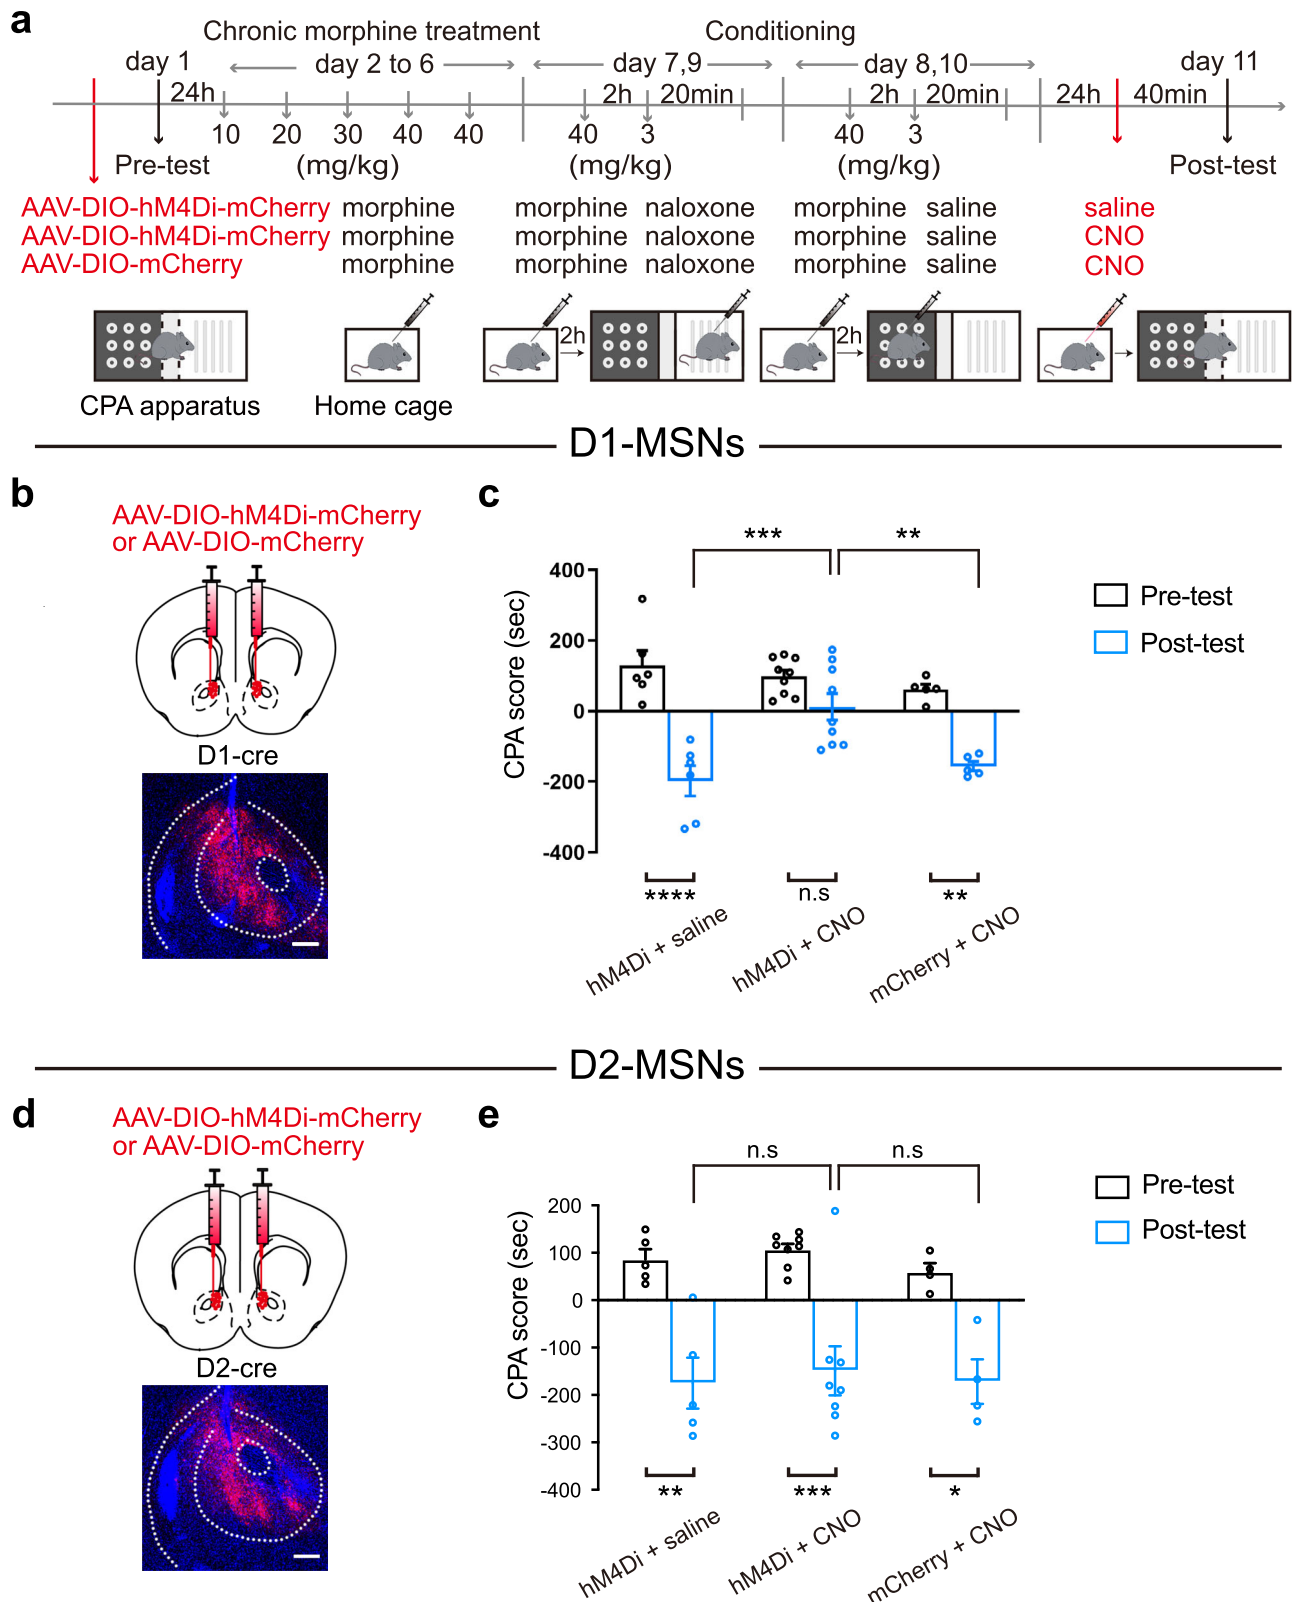 a
Chronic morphine treatment
Conditioning
day 1
day 2 to 6
day 7,9
day 8,10
day 11
24h
2h
20min
2h
20min
24h
40min
10
20
30
40
40
40
3
40
3
Pre-test
(mg/kg)
(mg/kg)
(mg/kg)
Post-test
AAV-DIO-hM4Di-mCherry morphine morphine naloxone morphine saline saline
AAV-DIO-hM4Di-mCherry morphine morphine naloxone morphine saline CNO
AAV-DIO-mCherry morphine morphine naloxone morphine saline CNO
2h
2h
CPA apparatus
Home cage
D1-MSNs
b
AAV-DIO-hM4Di-mCherry
or AAV-DIO-mCherry
D1-cre
c
***
**
400
200
0
-200
-400
CPA score (sec)
Pre-test
Post-test
****
n.s
**
hM4Di + saline
hM4Di + CNO
mCherry + CNO
D2-MSNs
d
AAV-DIO-hM4Di-mCherry
or AAV-DIO-mCherry
D2-cre
e
n.s
n.s
200
100
0
-100
-200
-300
-400
CPA score (sec)
Pre-test
Post-test
**
***
*
hM4Di + saline
hM4Di + CNO
mCherry + CNO